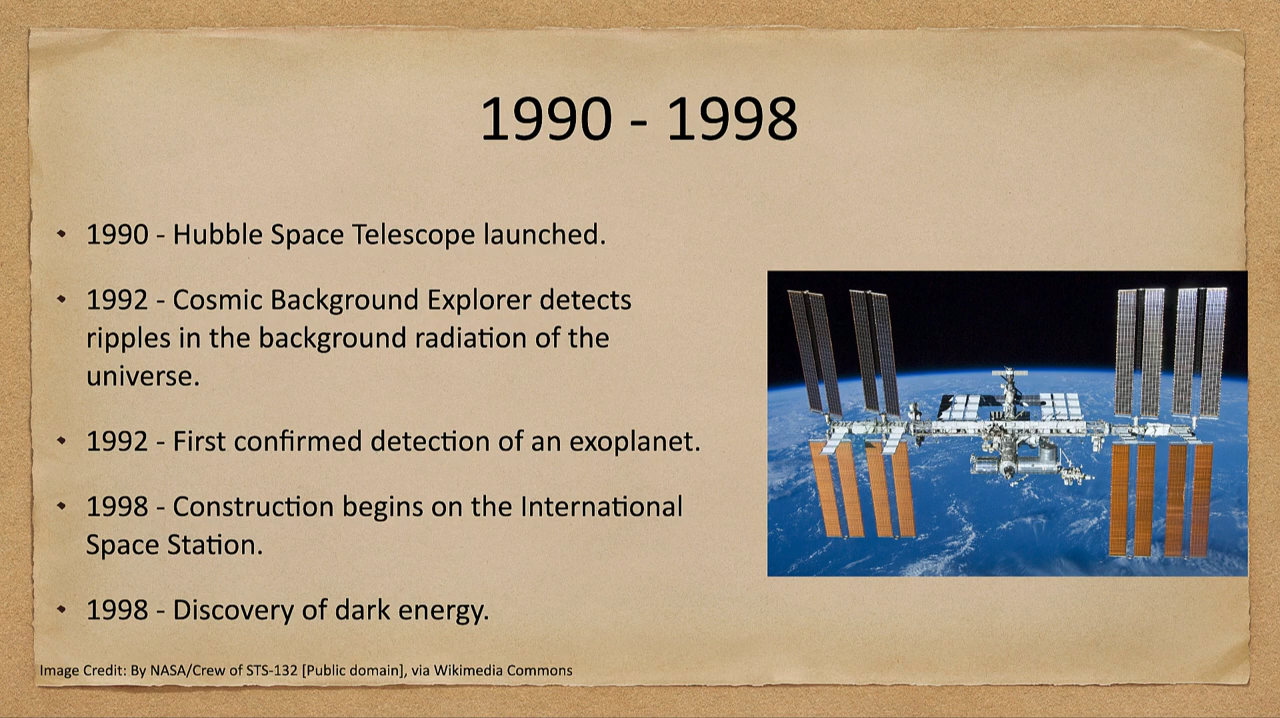 1990 - 1998
• 1990 - Hubble Space Telescope launched.
• 1992 - Cosmic Background Explorer detects
ripples in the background radiation of the
universe.
• 1992 - First confirmed detection of an exoplanet.
• 1998 - Construction begins on the International
Space Station.
• 1998 - Discovery of dark energy.
Image Credit: By NASA/Crew of STS-132 [Public domain], via Wikimedia Commons